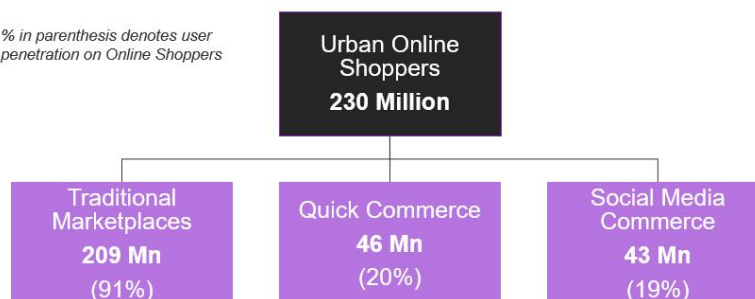 % in parenthesis denotes user
penetration on Online Shoppers
Urban Online
Shoppers
230 Million
Traditional
Marketplaces
209 Mn
(91%)
Quick Commerce
46 Mn
(20%)
Social Media
Commerce
43 Mn
(19%)